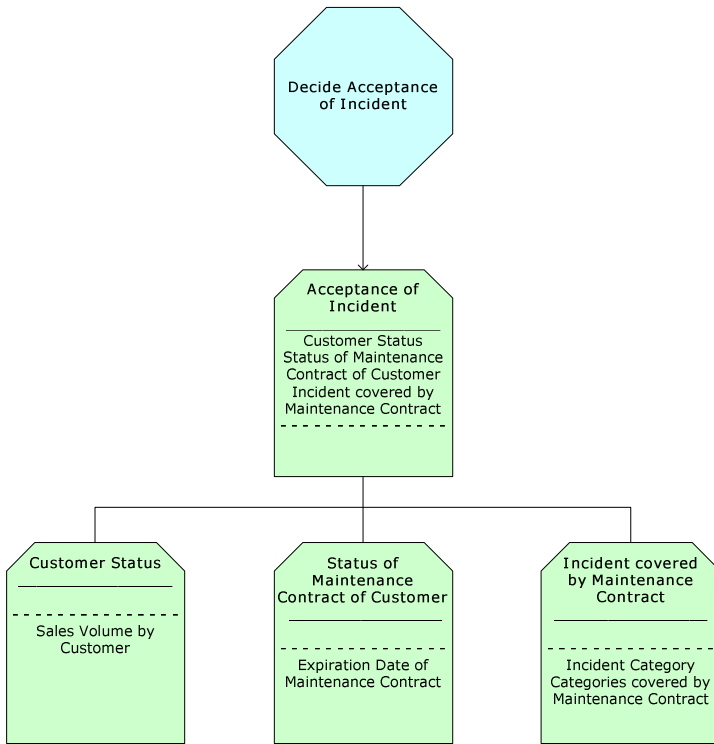 Decide Acceptance
of Incident
Acceptance of
Incident
Customer Status
Status of Maintenance
Contract of Customer
Incident covered by
Maintenance Contract
Customer Status
Sales Volume by
Customer
Status of
Maintenance
Contract of Customer
Expiration Date of
Maintenance Contract
Incident covered
by Maintenance
Contract
Incident Category
Categories covered by
Maintenance Contract